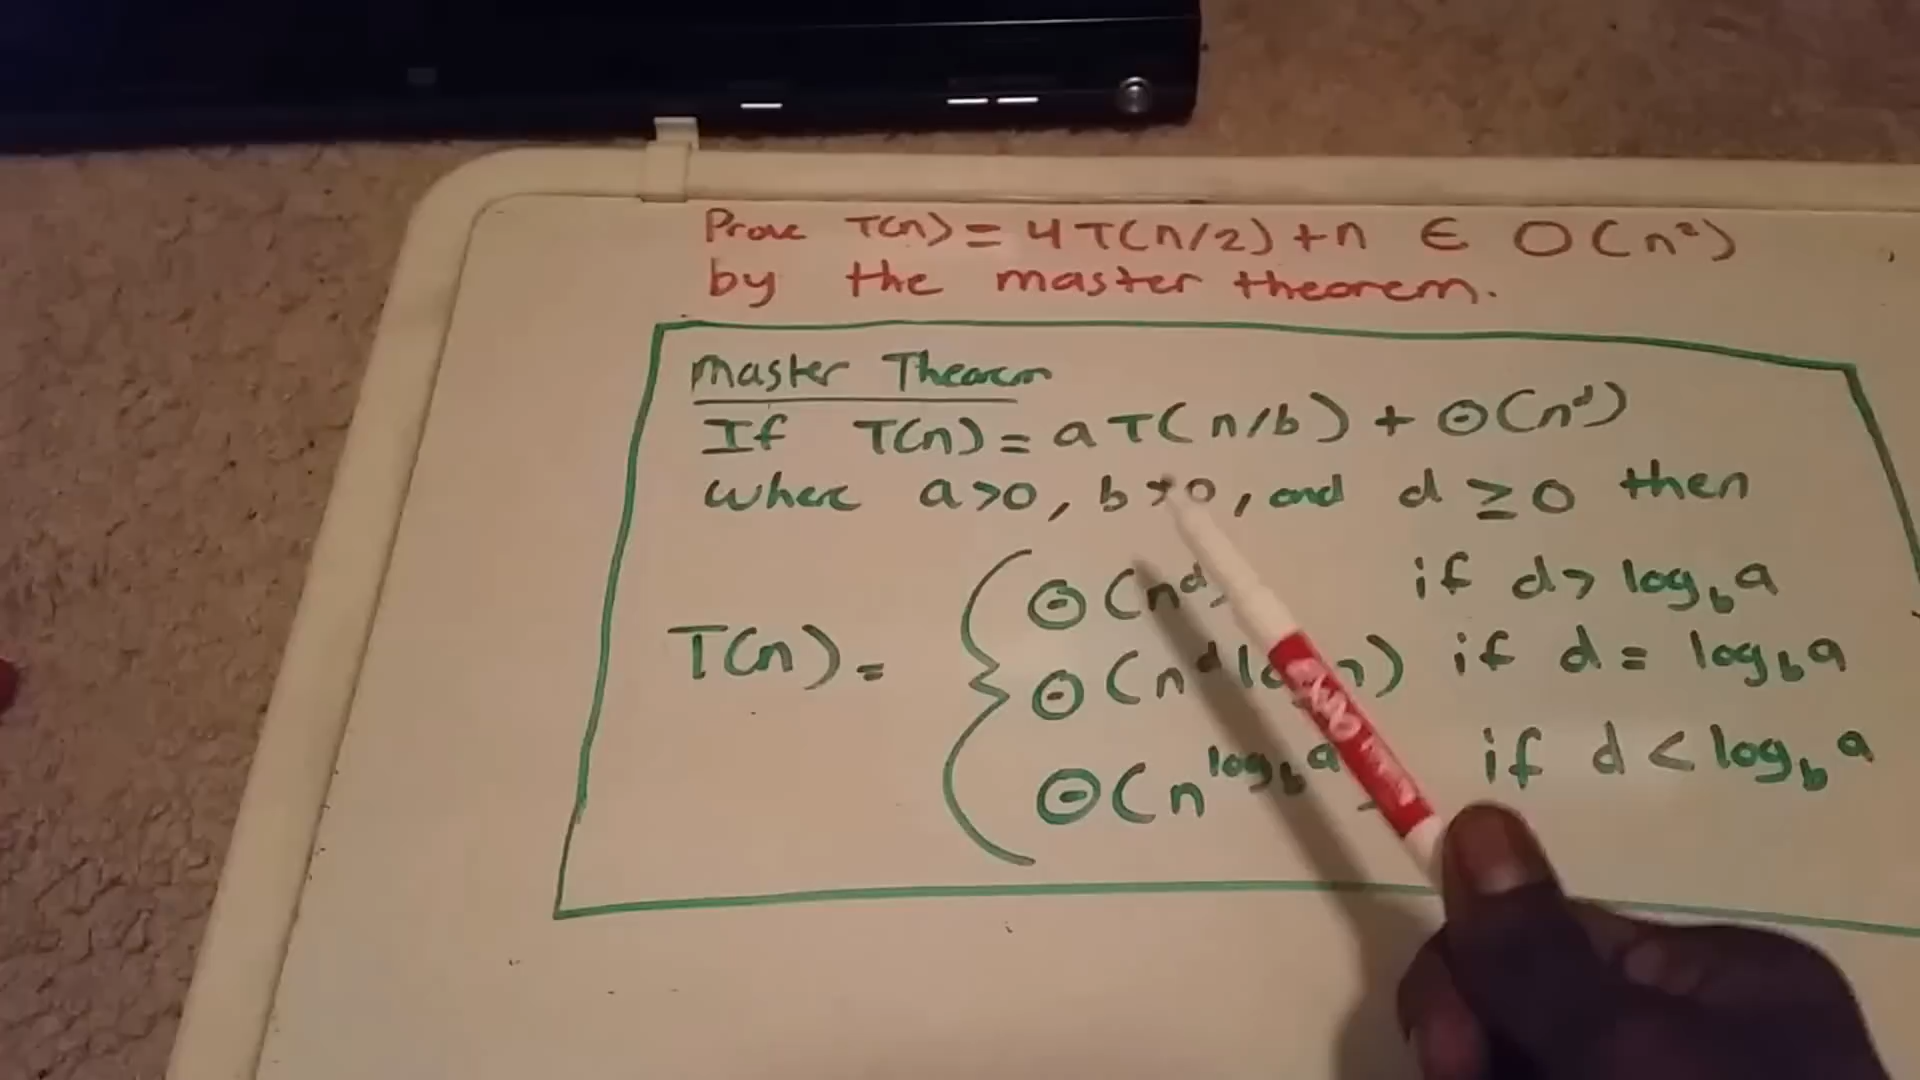 Prove T(n) = 4T(n/2) + n ∈ O(n²)
by the master theorem.
Master Theorem
If T(n) = aT(n/b) + Θ(n^d)
where a>0, b>0, and d ≥ 0 then
Θ(n^d) if d > log_b a
T(n) = Θ(n^d log n) if d = log_b a
Θ(n^log_b a) if d < log_b a
EXPO